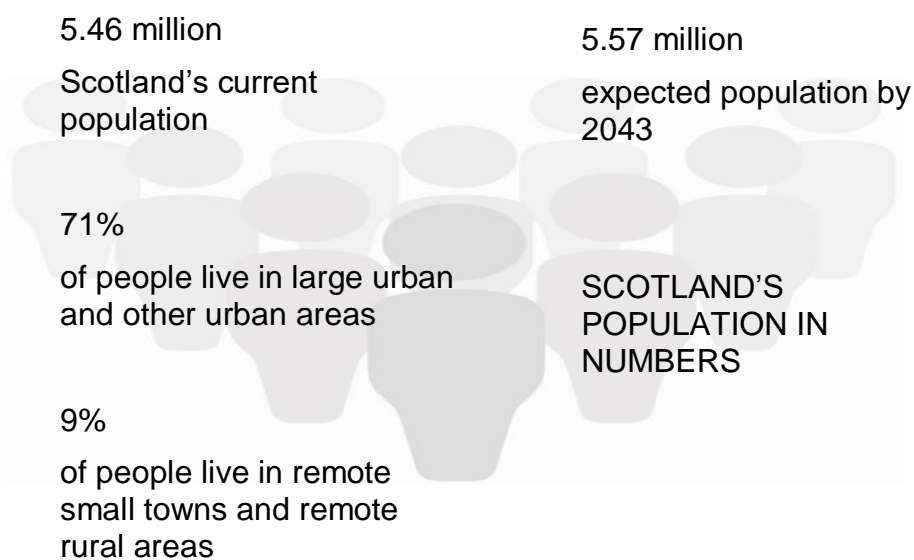 5.46 million
Scotland’s current
population
71%
of people live in large urban
and other urban areas
9%
of people live in remote
small towns and remote
rural areas
5.57 million
expected population by
2043
SCOTLAND’S
POPULATION IN
NUMBERS